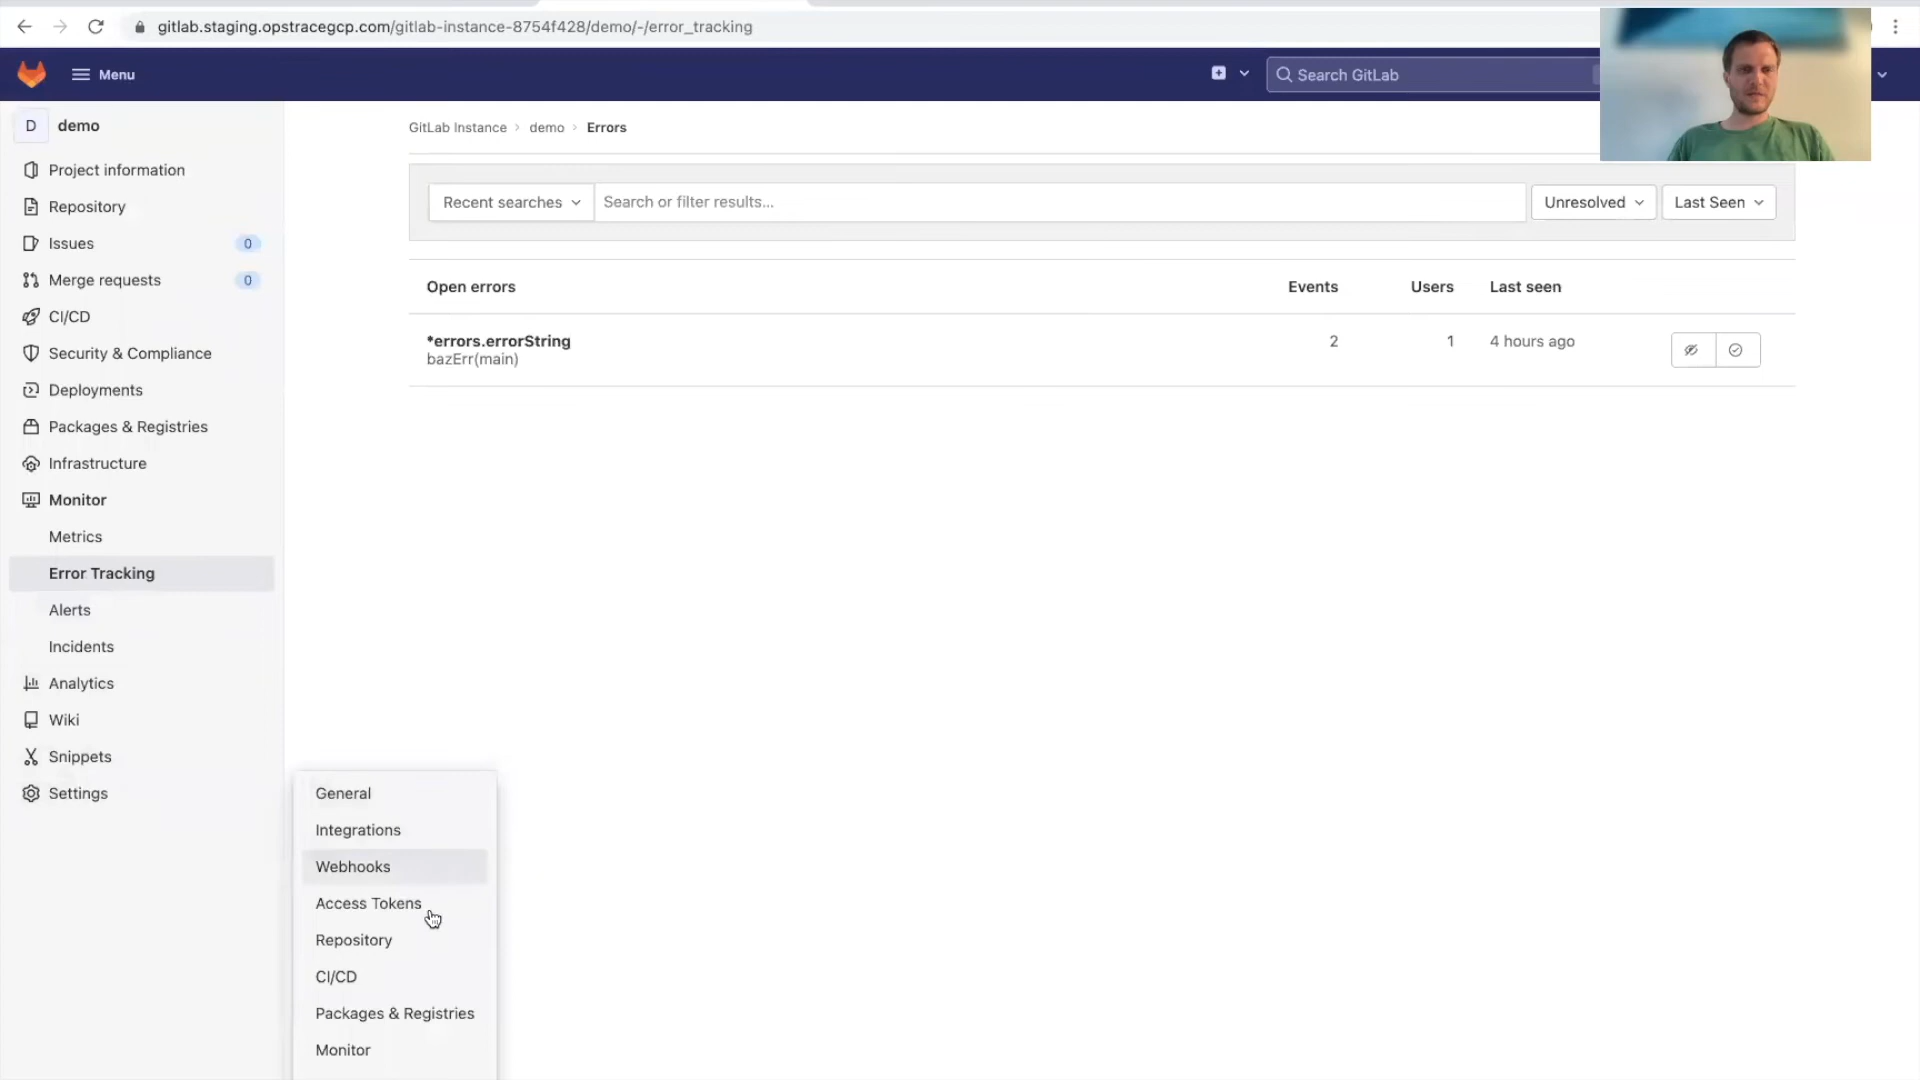 gitlab.staging.opstracegcp.com/gitlab-instance-8754f428/demo/-/error_tracking
Menu
Search GitLab
D demo
Project information
Repository
Issues 0
Merge requests 0
CI/CD
Security & Compliance
Deployments
Packages & Registries
Infrastructure
Monitor
Metrics
Error Tracking
Alerts
Incidents
Analytics
Wiki
Snippets
Settings
GitLab Instance › demo › Errors
Recent searches Search or filter results... Unresolved Last Seen
Open errors Events Users Last seen
*errors.errorString 2 1 4 hours ago
bazErr(main)
General
Integrations
Webhooks
Access Tokens
Repository
CI/CD
Packages & Registries
Monitor